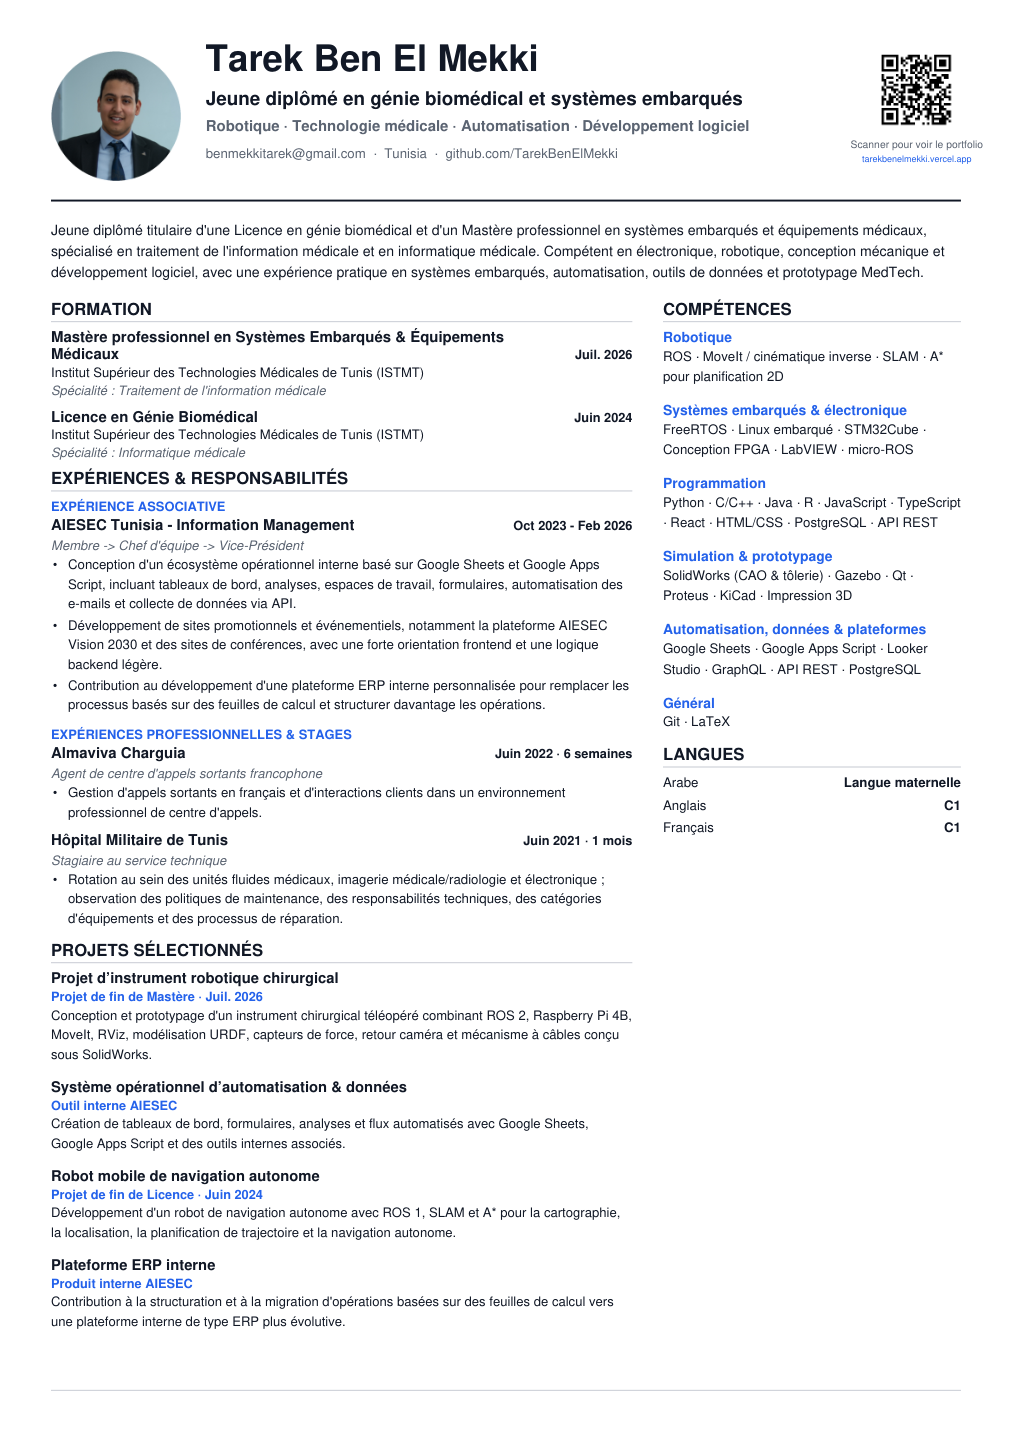 Tarek Ben El Mekki
Jeune diplômé en génie biomédical et systèmes embarqués
Robotique · Technologie médicale · Automatisation · Développement logiciel
benmekkitarek@gmail.com · Tunisia · github.com/TarekBenElMekki
Scanner pour voir le portfolio
tarekbenelmekki.vercel.app
Jeune diplômé titulaire d'une Licence en génie biomédical et d'un Mastère professionnel en systèmes embarqués et équipements médicaux,
spécialisé en traitement de l'information médicale et en informatique médicale. Compétent en électronique, robotique, conception mécanique et
développement logiciel, avec une expérience pratique en systèmes embarqués, automatisation, outils de données et prototypage MedTech.
FORMATION
Mastère professionnel en Systèmes Embarqués & Équipements
Médicaux Juil. 2026
Institut Supérieur des Technologies Médicales de Tunis (ISTMT)
Spécialité : Traitement de l'information médicale
Licence en Génie Biomédical Juin 2024
Institut Supérieur des Technologies Médicales de Tunis (ISTMT)
Spécialité : Informatique médicale
EXPÉRIENCES & RESPONSABILITÉS
EXPÉRIENCE ASSOCIATIVE
AIESEC Tunisia - Information Management Oct 2023 - Feb 2026
Membre -> Chef d'équipe -> Vice-Président
• Conception d'un écosystème opérationnel interne basé sur Google Sheets et Google Apps
Script, incluant tableaux de bord, analyses, espaces de travail, formulaires, automatisation des
e-mails et collecte de données via API.
• Développement de sites promotionnels et événementiels, notamment la plateforme AIESEC
Vision 2030 et des sites de conférences, avec une forte orientation frontend et une logique
backend légère.
• Contribution au développement d'une plateforme ERP interne personnalisée pour remplacer les
processus basés sur des feuilles de calcul et structurer davantage les opérations.
EXPÉRIENCES PROFESSIONNELLES & STAGES
Almaviva Charguia Juin 2022 · 6 semaines
Agent de centre d'appels sortants francophone
• Gestion d'appels sortants en français et d'interactions clients dans un environnement
professionnel de centre d'appels.
Hôpital Militaire de Tunis Juin 2021 · 1 mois
Stagiaire au service technique
• Rotation au sein des unités fluides médicaux, imagerie médicale/radiologie et électronique ;
observation des politiques de maintenance, des responsabilités techniques, des catégories
d'équipements et des processus de réparation.
PROJETS SÉLECTIONNÉS
Projet d’instrument robotique chirurgical
Projet de fin de Mastère · Juil. 2026
Conception et prototypage d'un instrument chirurgical téléopéré combinant ROS 2, Raspberry Pi 4B,
MoveIt, RViz, modélisation URDF, capteurs de force, retour caméra et mécanisme à câbles conçu
sous SolidWorks.
Système opérationnel d’automatisation & données
Outil interne AIESEC
Création de tableaux de bord, formulaires, analyses et flux automatisés avec Google Sheets,
Google Apps Script et des outils internes associés.
Robot mobile de navigation autonome
Projet de fin de Licence · Juin 2024
Développement d'un robot de navigation autonome avec ROS 1, SLAM et A* pour la cartographie,
la localisation, la planification de trajectoire et la navigation autonome.
Plateforme ERP interne
Produit interne AIESEC
Contribution à la structuration et à la migration d'opérations basées sur des feuilles de calcul vers
une plateforme interne de type ERP plus évolutive.
COMPÉTENCES
Robotique
ROS · MoveIt / cinématique inverse · SLAM · A*
pour planification 2D
Systèmes embarqués & électronique
FreeRTOS · Linux embarqué · STM32Cube ·
Conception FPGA · LabVIEW · micro-ROS
Programmation
Python · C/C++ · Java · R · JavaScript · TypeScript
· React · HTML/CSS · PostgreSQL · API REST
Simulation & prototypage
SolidWorks (CAO & tôlerie) · Gazebo · Qt ·
Proteus · KiCad · Impression 3D
Automatisation, données & plateformes
Google Sheets · Google Apps Script · Looker
Studio · GraphQL · API REST · PostgreSQL
Général
Git · LaTeX
LANGUES
Arabe Langue maternelle
Anglais C1
Français C1